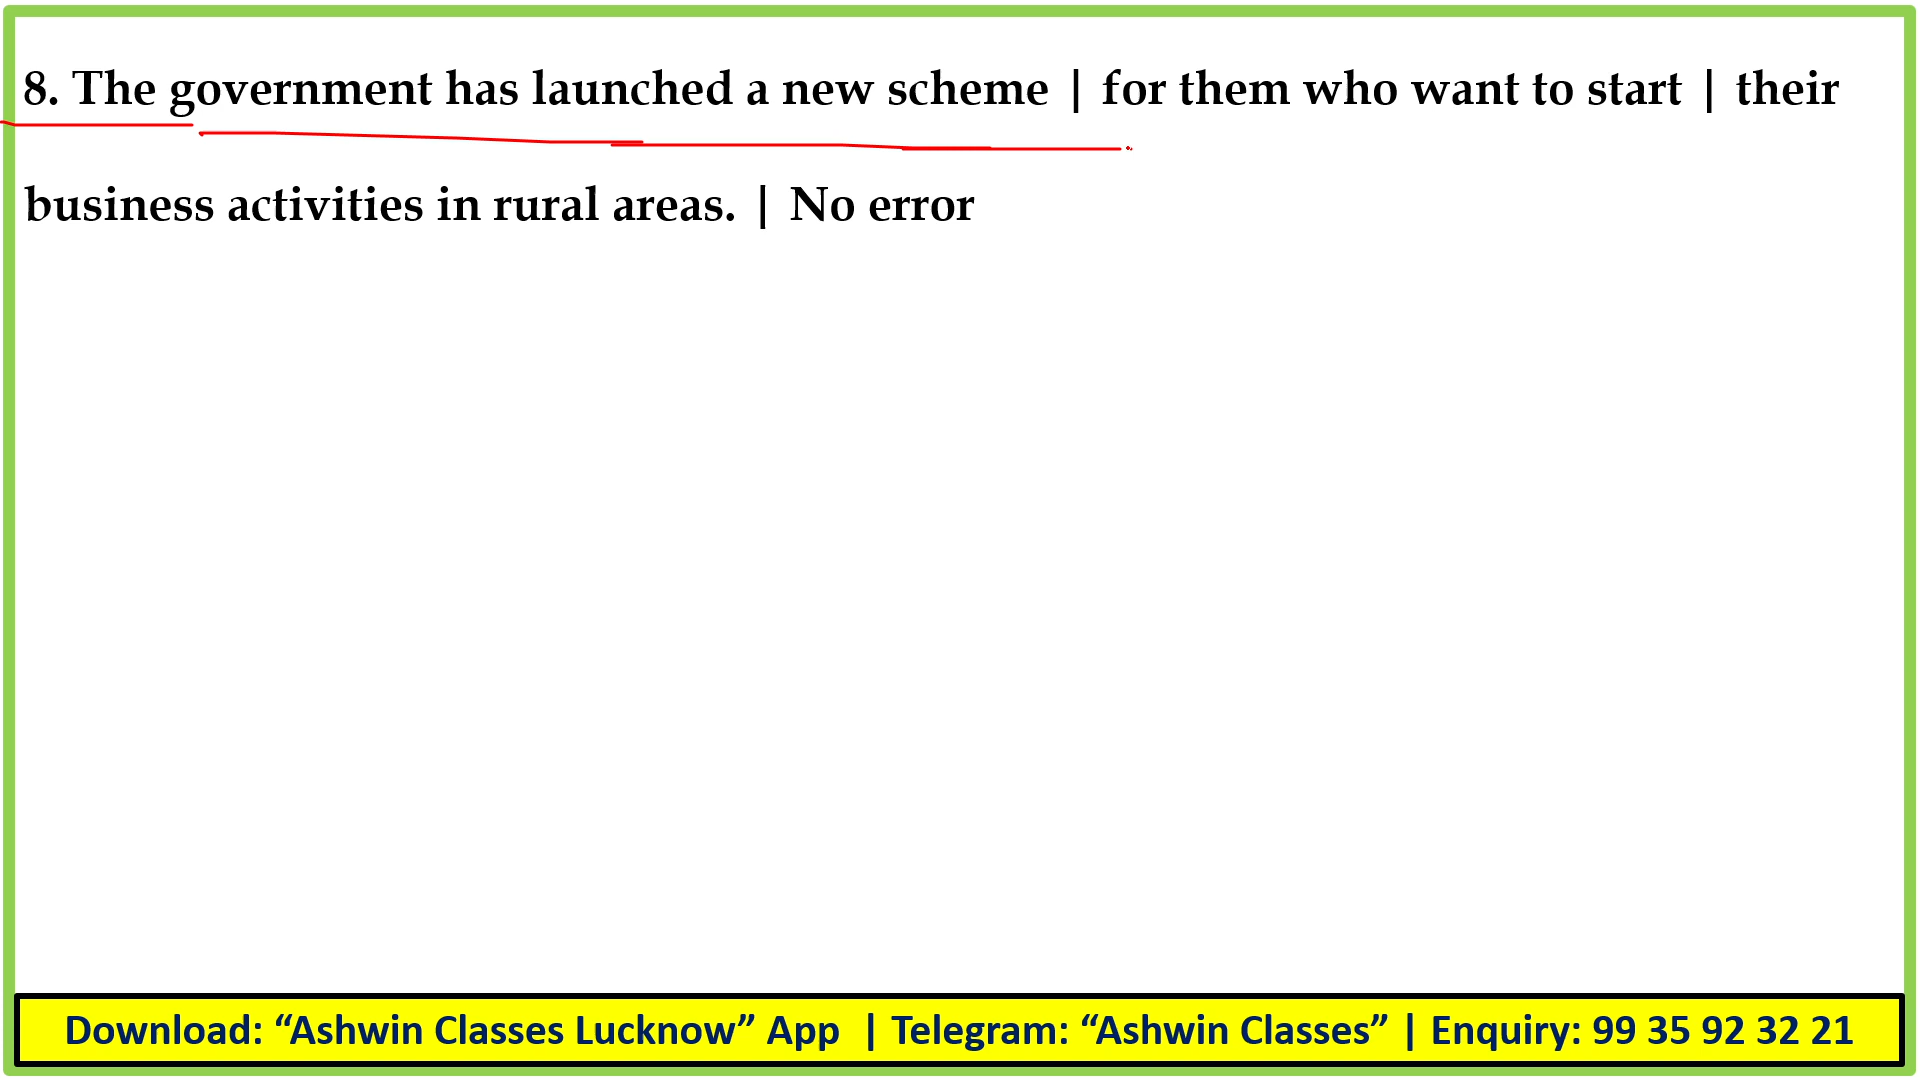 8. The government has launched a new scheme | for them who want to start | their
business activities in rural areas. | No error
Download: “Ashwin Classes Lucknow” App | Telegram: “Ashwin Classes” | Enquiry: 99 35 92 32 21